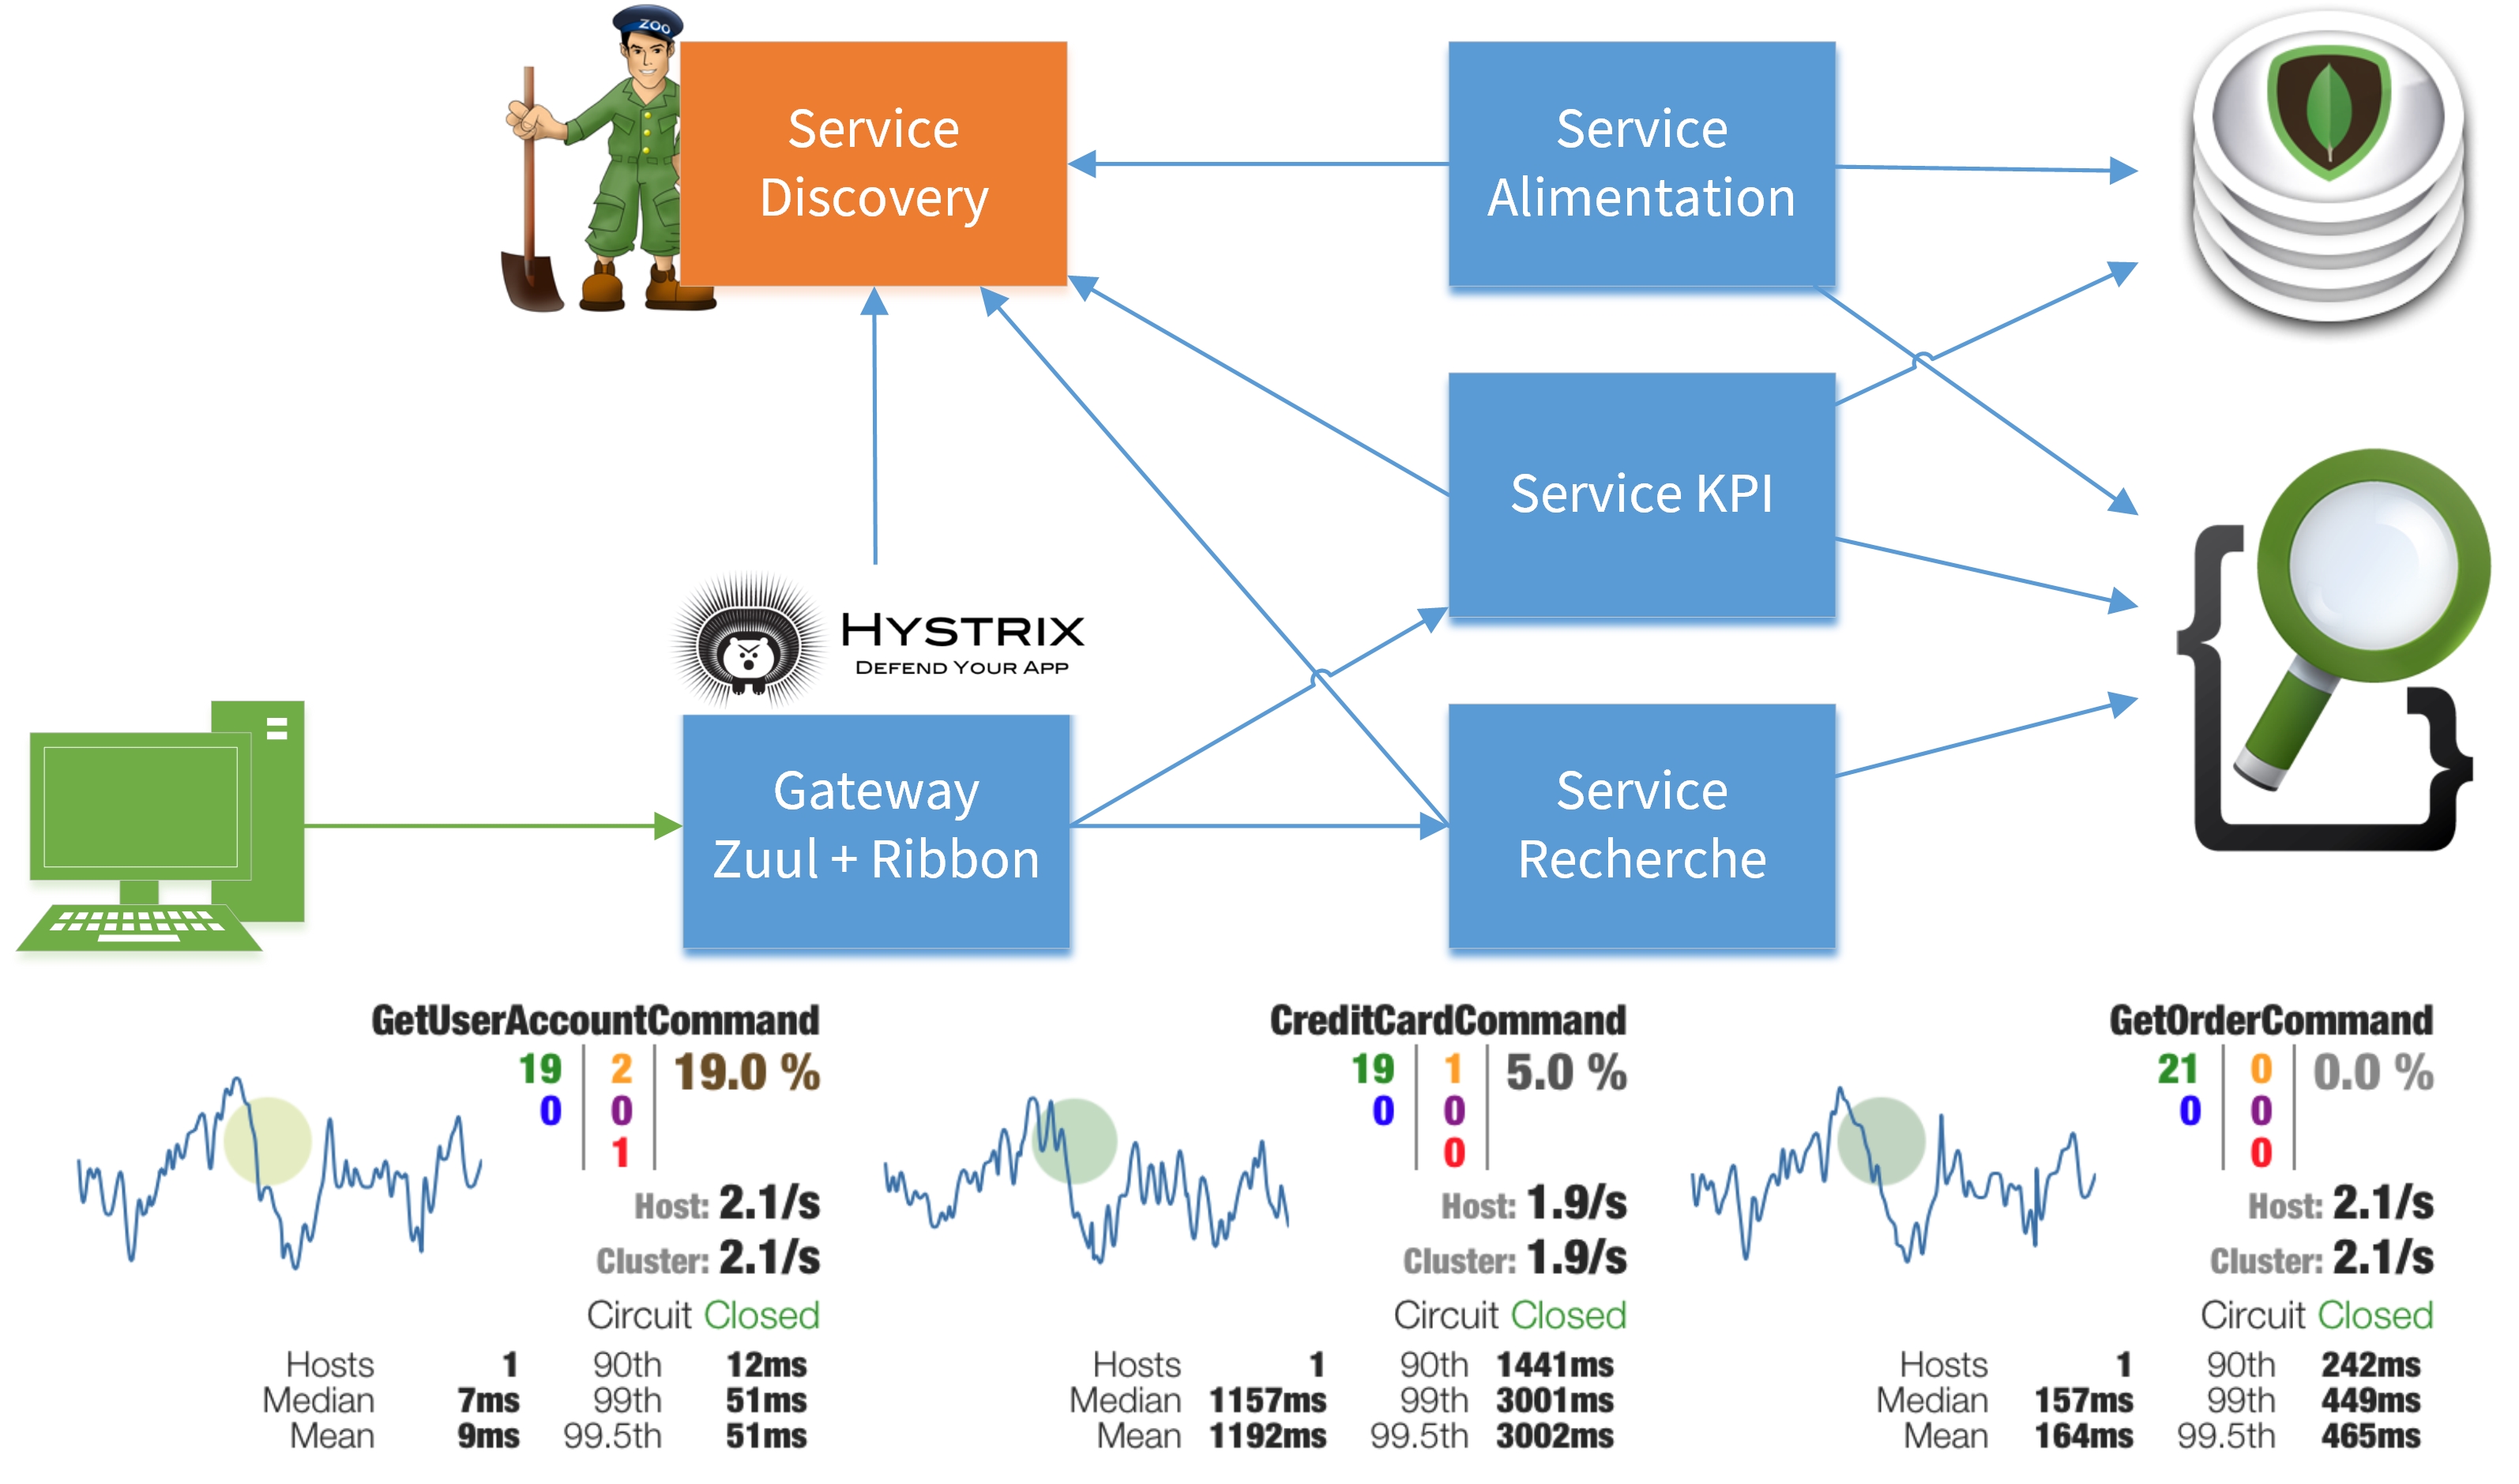 ZOO
Service
Discovery
Service
Alimentation
Service KPI
HYSTRIX
DEFEND YOUR APP
Gateway
Zuul + Ribbon
Service
Recherche
GetUserAccountCommand
19 2 19.0 %
0 0
1
Host: 2.1/s
Cluster: 2.1/s
Circuit Closed
Hosts 1 90th 12ms
Median 7ms 99th 51ms
Mean 9ms 99.5th 51ms
CreditCardCommand
19 1 5.0 %
0 0
0
Host: 1.9/s
Cluster: 1.9/s
Circuit Closed
Hosts 1 90th 1441ms
Median 1157ms 99th 3001ms
Mean 1192ms 99.5th 3002ms
GetOrderCommand
21 0 0.0 %
0 0
0
Host: 2.1/s
Cluster: 2.1/s
Circuit Closed
Hosts 1 90th 242ms
Median 157ms 99th 449ms
Mean 164ms 99.5th 465ms